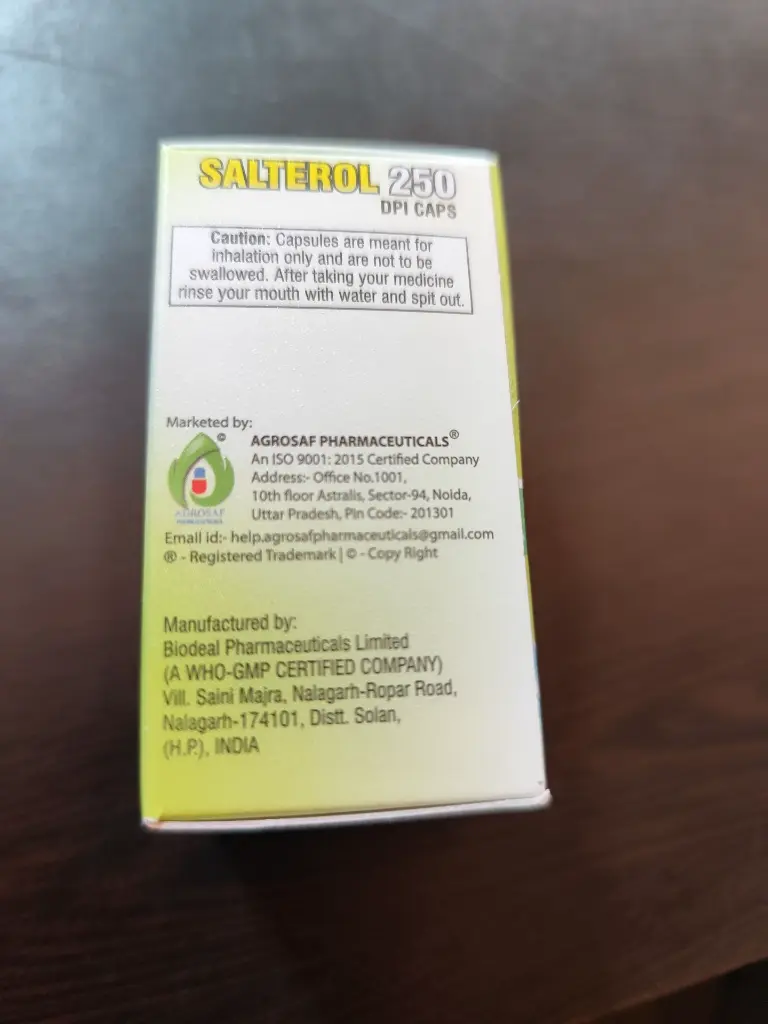 SALTEROL 250
DPI CAPS
Caution: Capsules are meant for
inhalation only and are not to be
swallowed. After taking your medicine
rinse your mouth with water and spit out.
Marketed by:
©
AGROSAF
PHARMACEUTICALS
AGROSAF PHARMACEUTICALS®
An ISO 9001: 2015 Certified Company
Address:- Office No.1001,
10th floor Astralis, Sector-94, Noida,
Uttar Pradesh, Pin Code:- 201301
Email id:- help.agrosafpharmaceuticals@gmail.com
® - Registered Trademark | © - Copy Right
Manufactured by:
Biodeal Pharmaceuticals Limited
(A WHO-GMP CERTIFIED COMPANY)
Vill. Saini Majra, Nalagarh-Ropar Road,
Nalagarh-174101, Distt. Solan,
(H.P.), INDIA